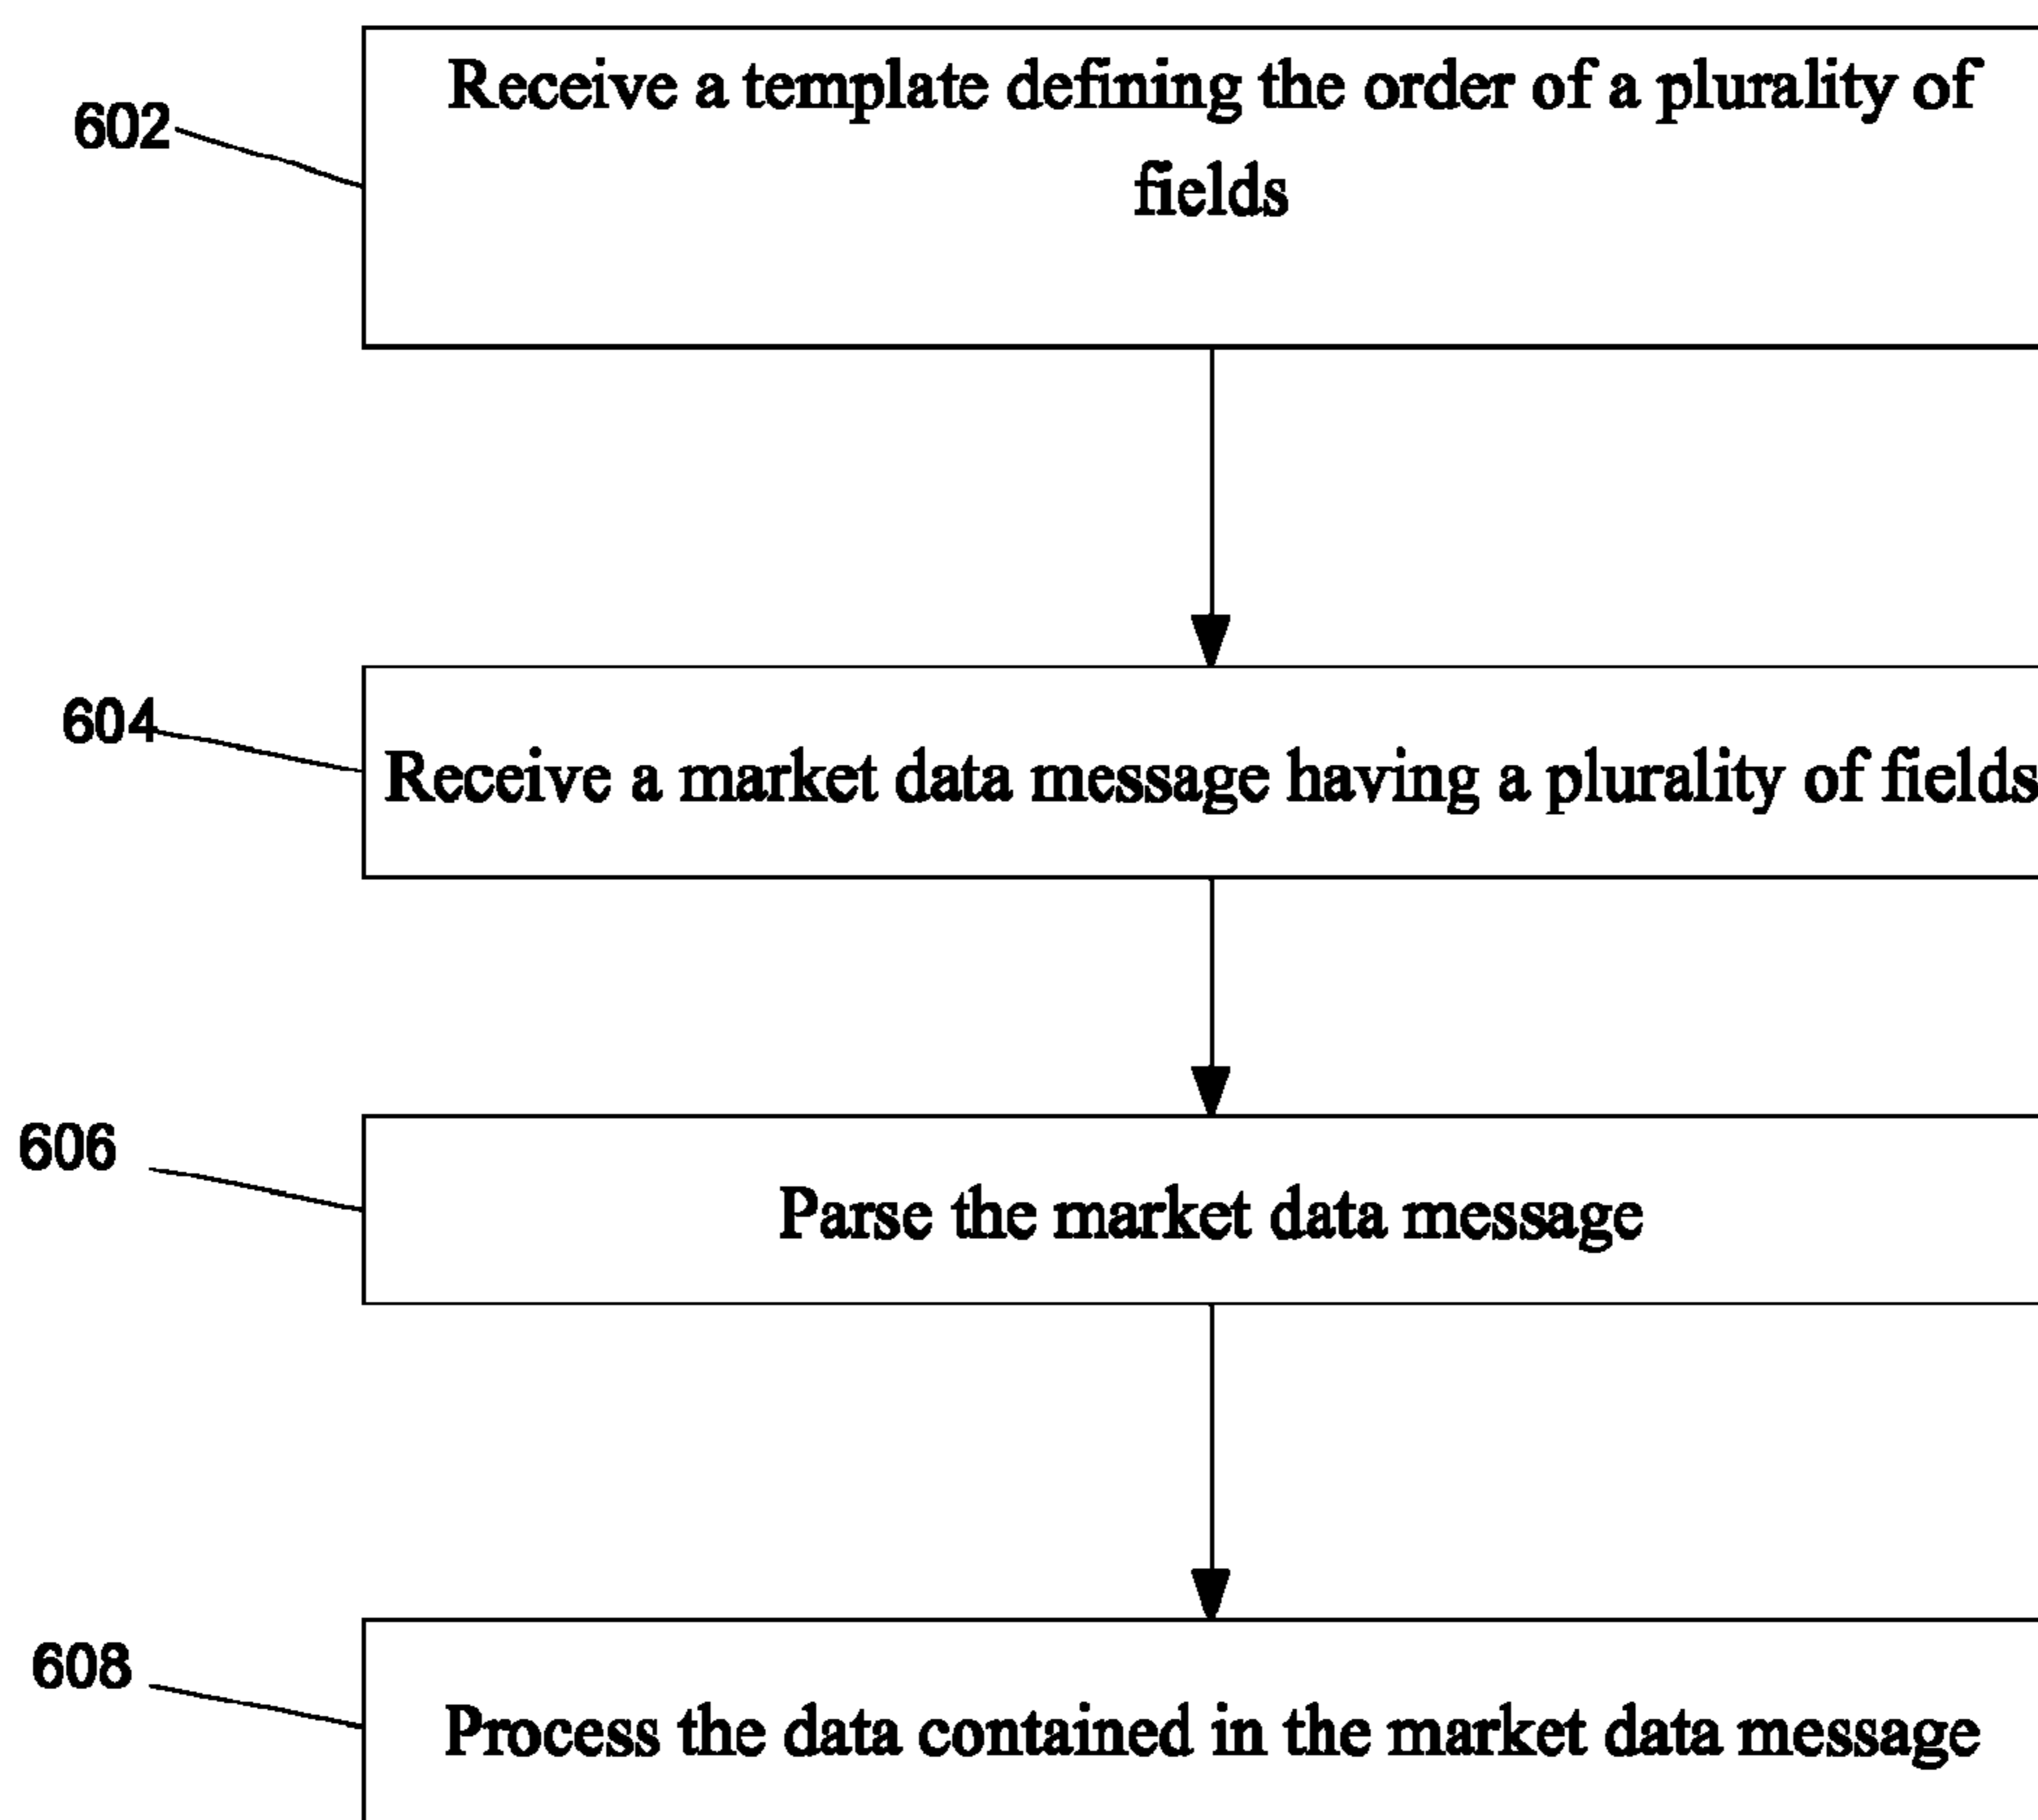 602
Receive a template defining the order of a plurality of
fields
604
Receive a market data message having a plurality of fields
606
Parse the market data message
608
Process the data contained in the market data message